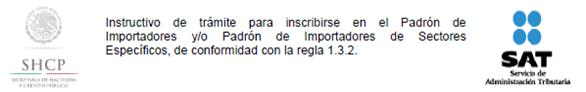 Instructivo de trámite para inscribirse en el Padrón de
Importadores y/o Padrón de Importadores de Sectores
Específicos, de conformidad con la regla 1.3.2.
SHCP
SECRETARÍA DE HACIENDA
Y CRÉDITO PÚBLICO
SAT
Servicio de
Administración Tributaria